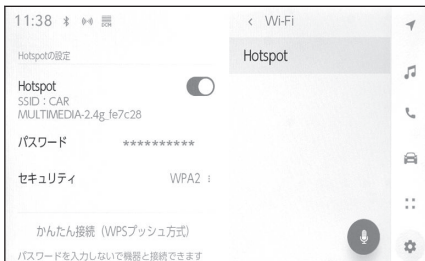 11:38
DCM
Hotspotの設定
Hotspot
SSID：CAR
MULTIMEDIA-2.4g_fe7c28
パスワード **********
セキュリティ WPA2
かんたん接続（WPSプッシュ方式）
パスワードを入力しないで機器と接続できます
< Wi-Fi
Hotspot